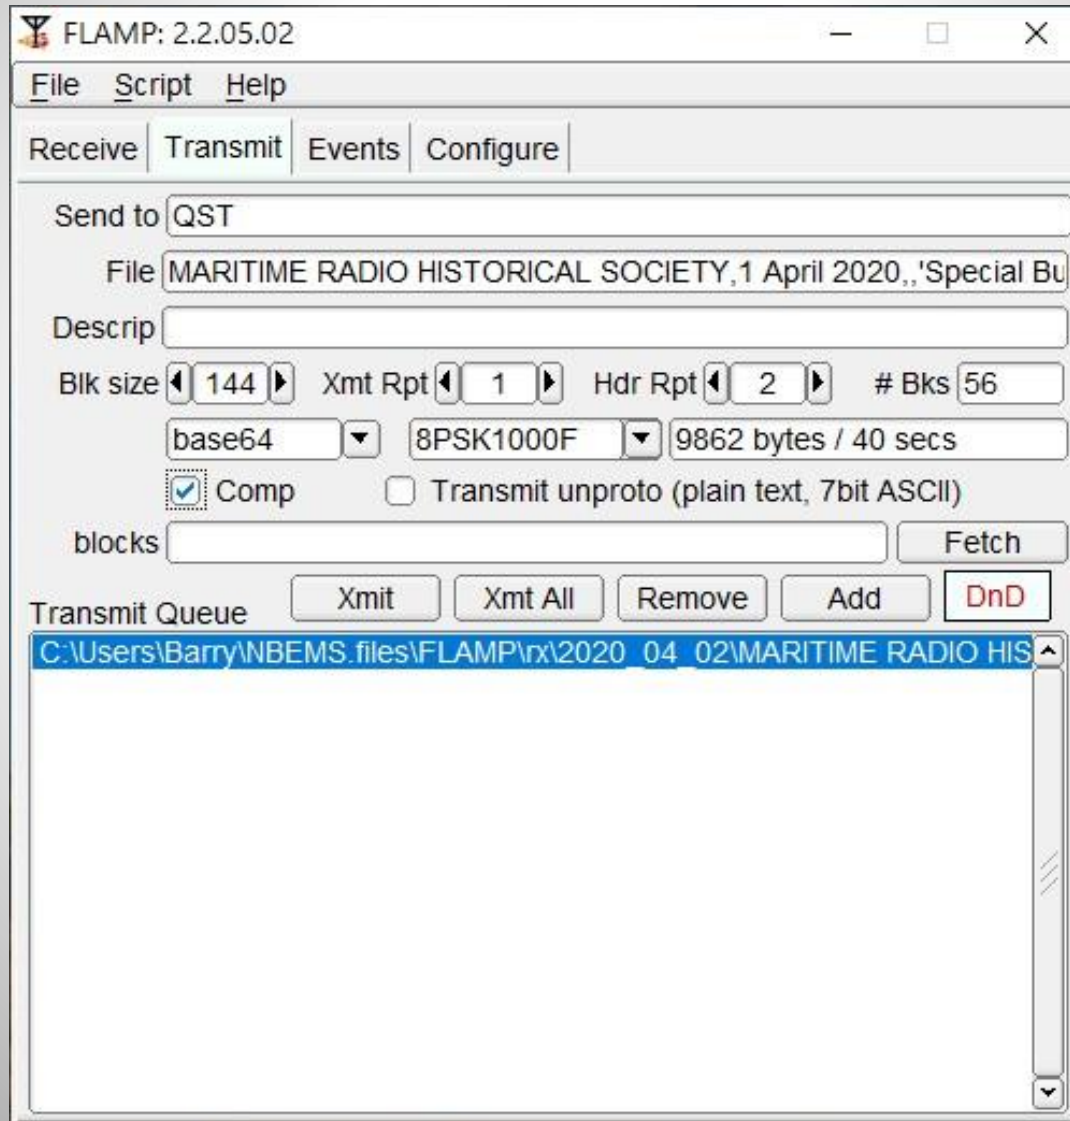 FLAMP: 2.2.05.02
File Script Help
Receive Transmit Events Configure
Send to QST
File MARITIME RADIO HISTORICAL SOCIETY,1 April 2020,,'Special Bu
Descrip
Blk size 144 Xmt Rpt 1 Hdr Rpt 2 # Bks 56
base64 8PSK1000F 9862 bytes / 40 secs
Comp Transmit unproto (plain text, 7bit ASCII)
blocks Fetch
Transmit Queue Xmit Xmt All Remove Add DnD
C:\Users\Barry\NBEMS.files\FLAMP\rx\2020_04_02\MARITIME RADIO HIS